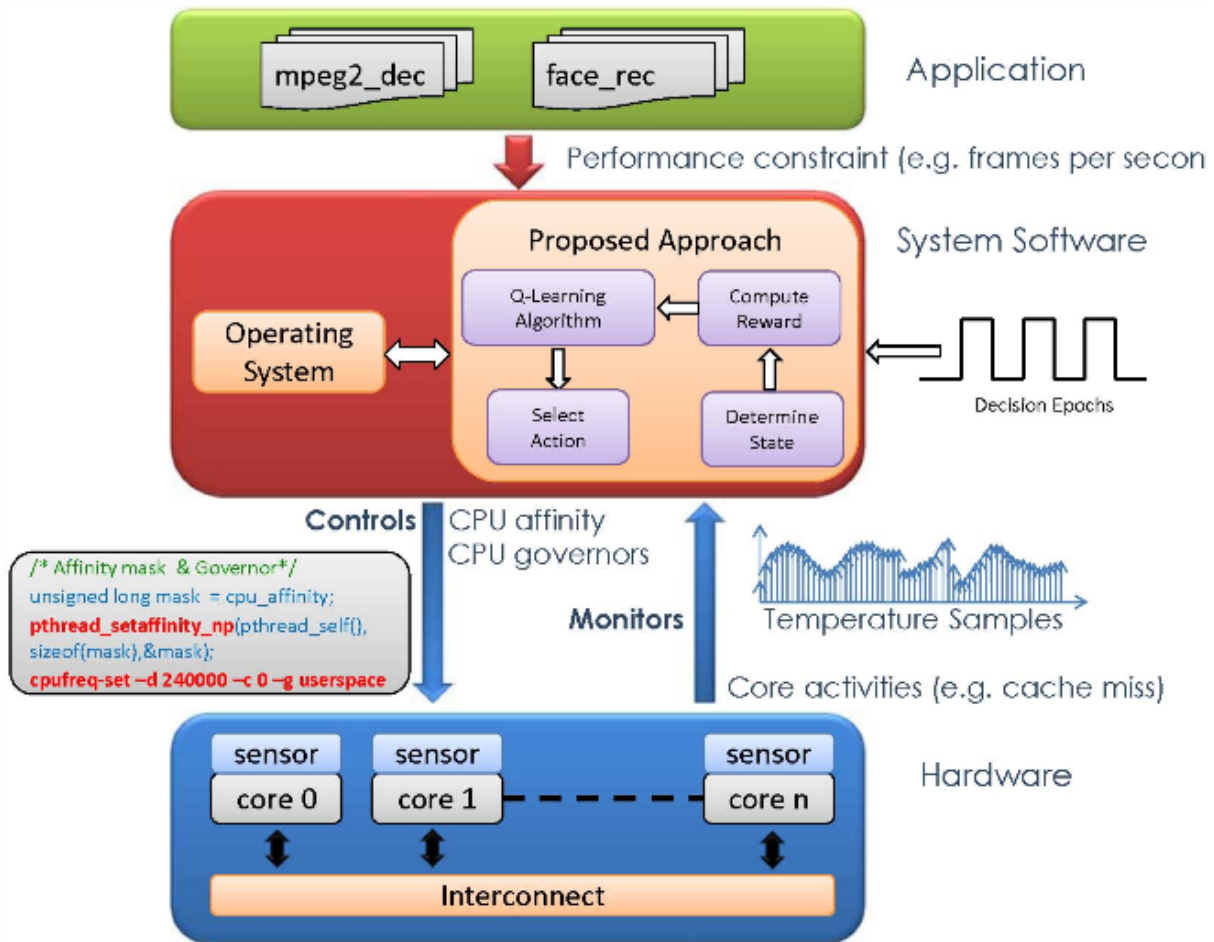 mpeg2_dec
face_rec
Application
Performance constraint (e.g. frames per secon
System Software
Proposed Approach
Q-Learning
Algorithm
Compute
Reward
Operating
System
Select
Action
Determine
State
Decision Epochs
Controls
CPU affinity
CPU governors
/* Affinity mask & Governor*/
unsigned long mask = cpu_affinity;
pthread_setaffinity_np(pthread_self(),
sizeof(mask),&mask);
cpufreq-set –d 240000 –c 0 –g userspace
Monitors
Temperature Samples
Core activities (e.g. cache miss)
Hardware
sensor
core 0
sensor
core 1
sensor
core n
Interconnect